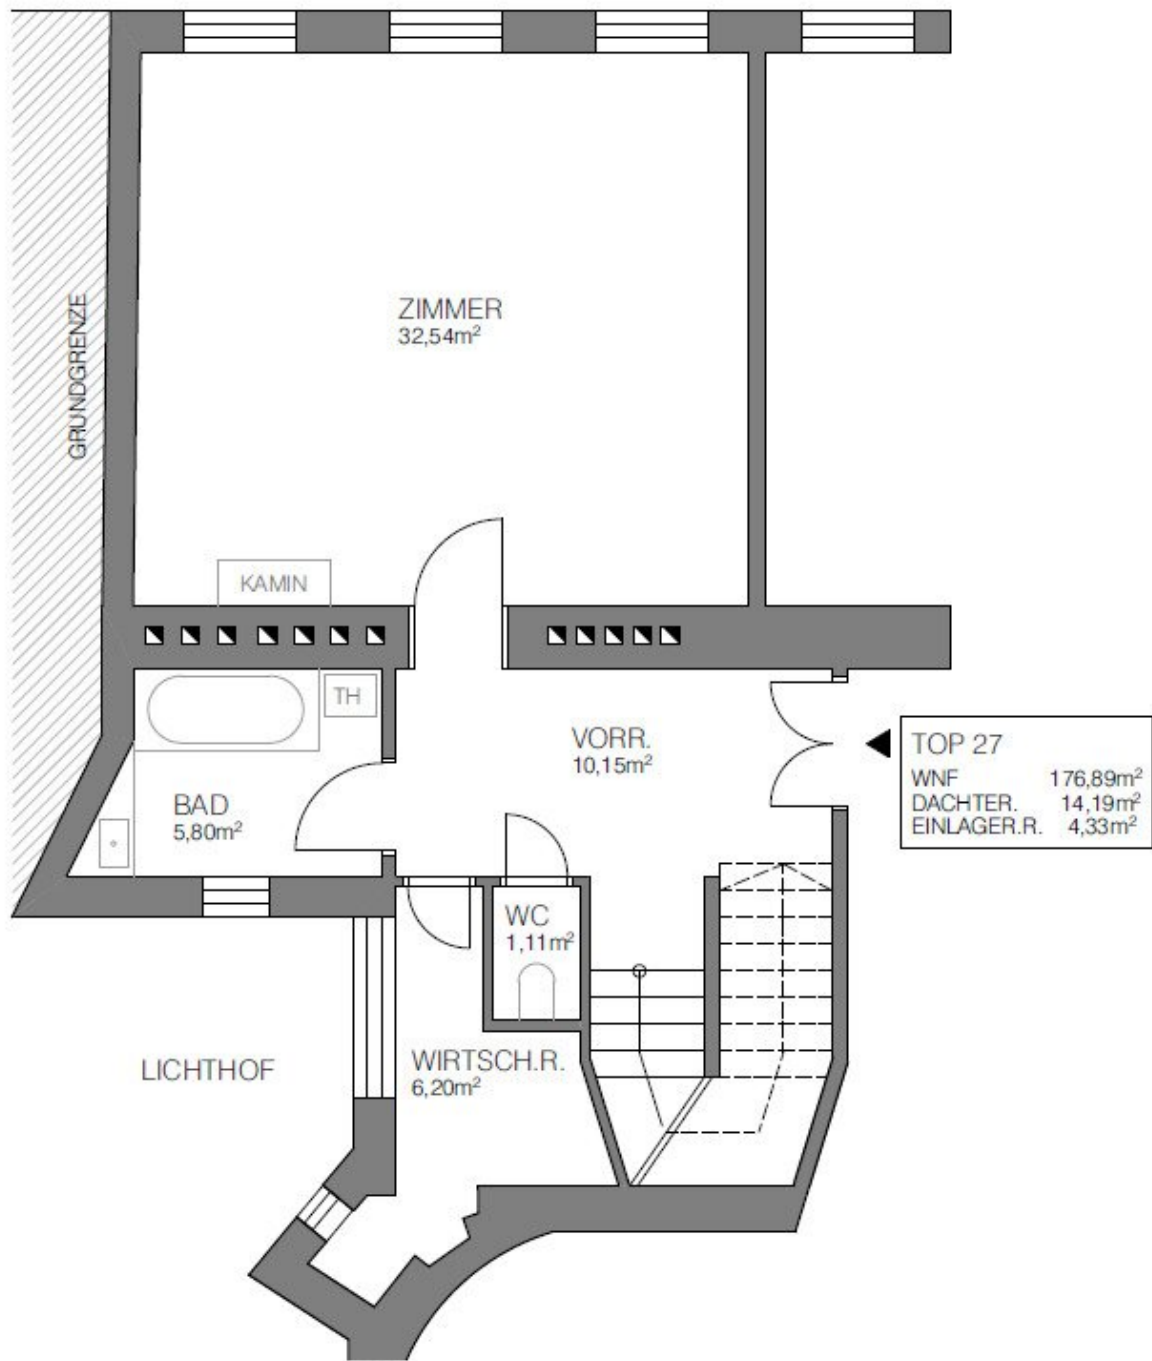 GRUNDGRENZE
ZIMMER
32,54m²
KAMIN
TH
VORR.
10,15m²
BAD
5,80m²
TOP 27
WNF 176,89m²
DACHTER. 14,19m²
EINLAGER.R. 4,33m²
WC
1,11m²
LICHTHOF
WIRTSCH.R.
6,20m²